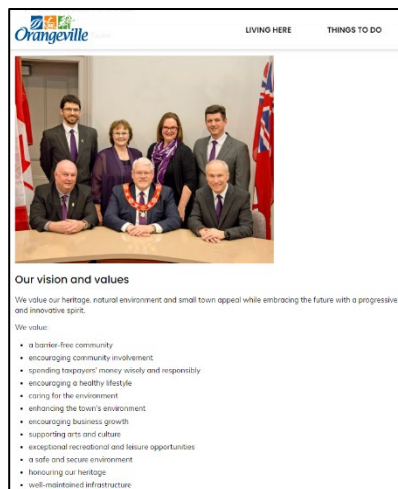 Orangeville
LIVING HERE THINGS TO DO
Our vision and values
We value our heritage, natural environment and small town appeal while embracing the future with a progressive
and innovative spirit.
We value:
• a barrier-free community
• encouraging community involvement
• spending taxpayers' money wisely and responsibly
• encouraging a healthy lifestyle
• caring for the environment
• enhancing the town's environment
• encouraging business growth
• supporting arts and culture
• exceptional recreational and leisure opportunities
• a safe and secure environment
• honouring our heritage
• well-maintained infrastructure